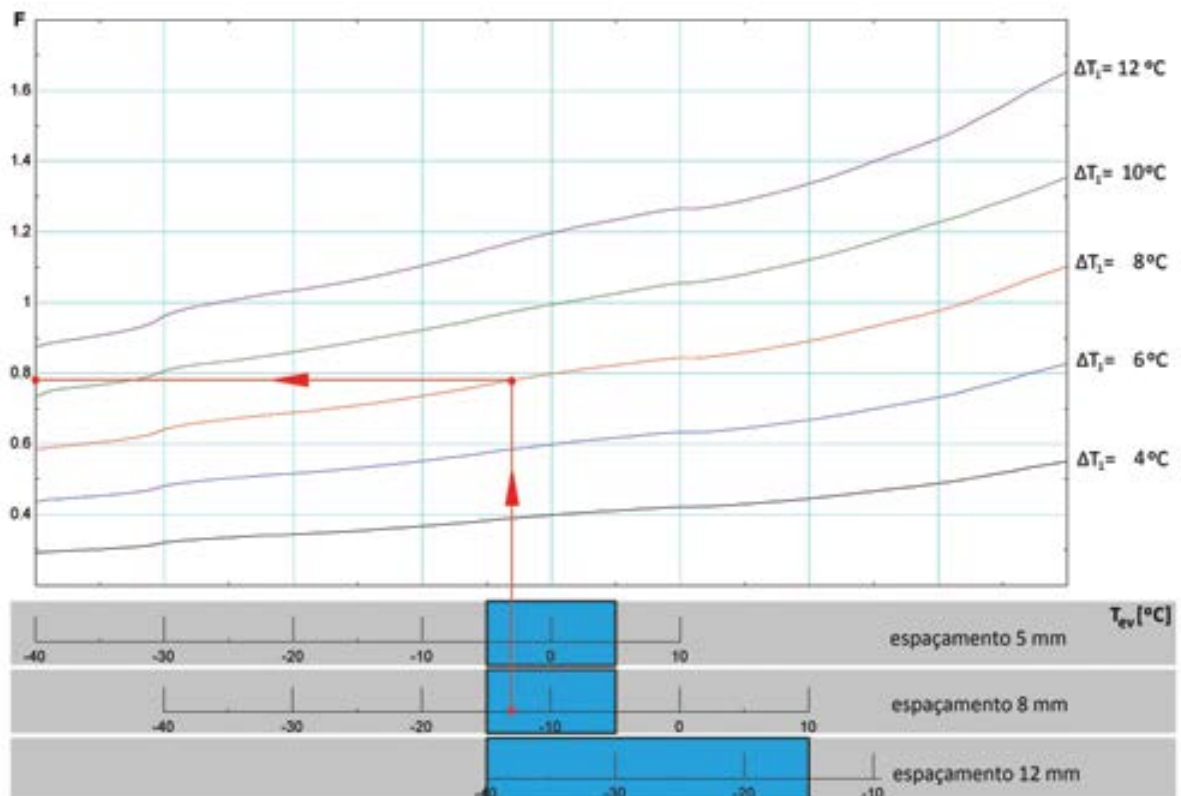 F
ΔT₁= 12 ºC
1.6
1.4
ΔT₁= 10ºC
1.2
ΔT₁= 8ºC
1
ΔT₁= 6ºC
0.8
0.6
ΔT₁= 4ºC
0.4
Tev[ºC]
espaçamento 5 mm
-40 -30 -20 -10 0 10
espaçamento 8 mm
-40 -30 -20 -10 0 10
espaçamento 12 mm
-40 -30 -20 -10